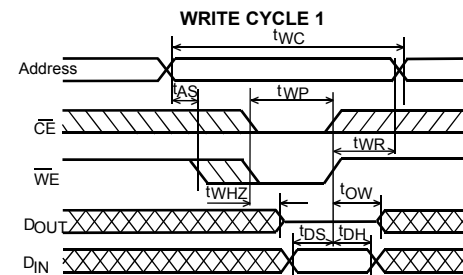 WRITE CYCLE 1
tWC
Address
tAS
tWP
CE
tWR
WE
tWHZ
tOW
DOUT
tDS
tDH
DIN